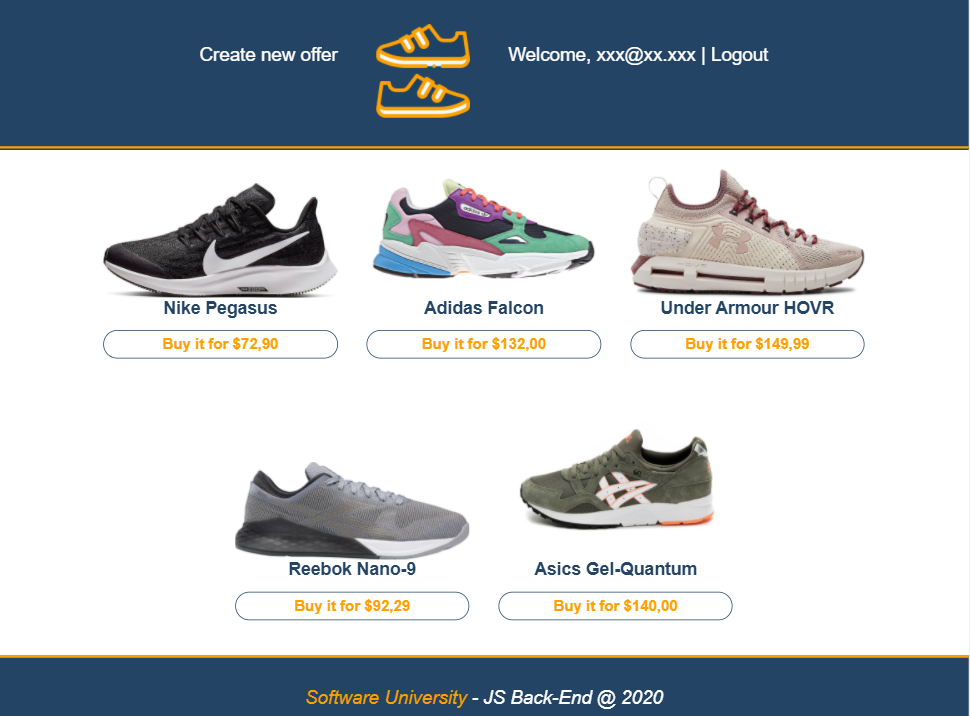 Create new offer
Welcome, xxx@xx.xxx | Logout
Nike Pegasus
Adidas Falcon
Under Armour HOVR
Buy it for $72,90
Buy it for $132,00
Buy it for $149,99
Reebok Nano-9
Asics Gel-Quantum
Buy it for $92,29
Buy it for $140,00
Software University - JS Back-End @ 2020